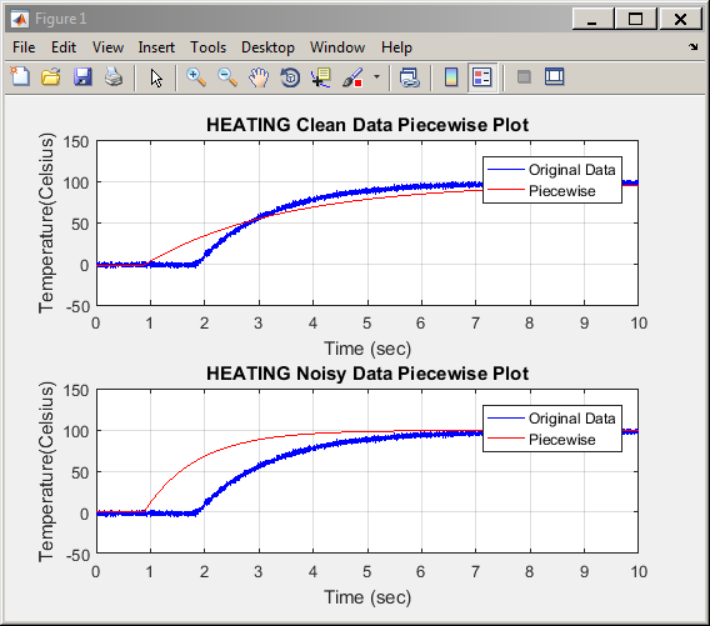 Figure 1
File Edit View Insert Tools Desktop Window Help
HEATING Clean Data Piecewise Plot
150
100
50
0
-50
Temperature(Celsius)
Original Data
Piecewise
0 1 2 3 4 5 6 7 8 9 10
Time (sec)
HEATING Noisy Data Piecewise Plot
150
100
50
0
-50
Temperature(Celsius)
Original Data
Piecewise
0 1 2 3 4 5 6 7 8 9 10
Time (sec)